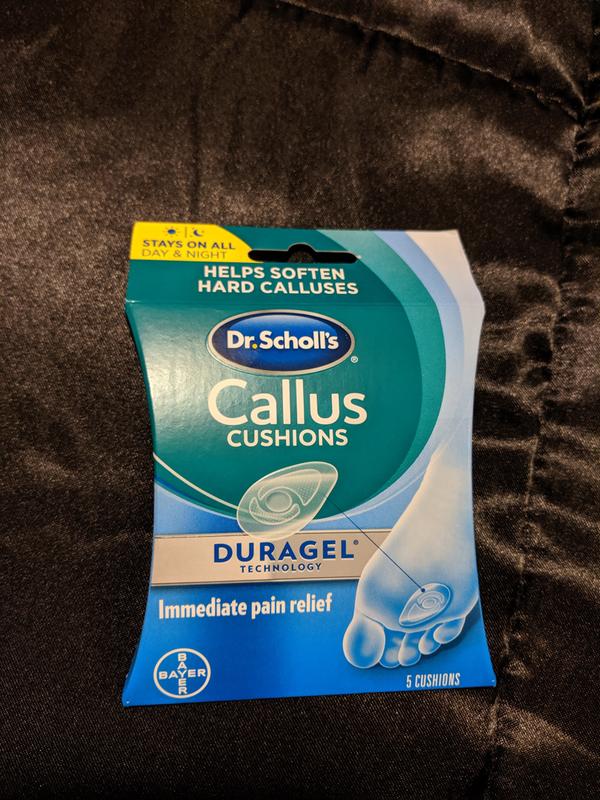 STAYS ON ALL
DAY & NIGHT
HELPS SOFTEN
HARD CALLUSES
Dr. Scholl's®
Callus
CUSHIONS
DURAGEL®
TECHNOLOGY
Immediate pain relief
BAYER
BAYER
5 CUSHIONS